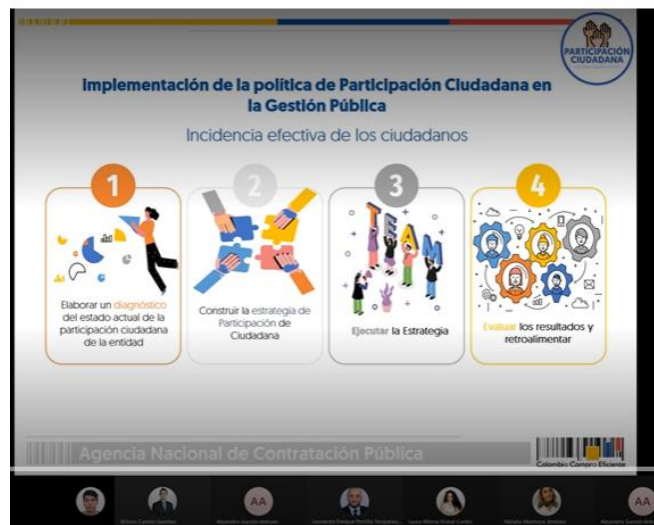 PARTICIPACIÓN
CIUDADANA
Implementación de la política de Participación Ciudadana en
la Gestión Pública
Incidencia efectiva de los ciudadanos
1
2
3
4
TEAM
Elaborar un diagnóstico
del estado actual de la
participación ciudadana
de la entidad
Construir la estrategia de
Participación de
Ciudadana
Ejecutar la Estrategia
Evaluar los resultados y
retroalimentar
Agencia Nacional de Contratación Pública
Colombia Compra Eficiente
AA
AA